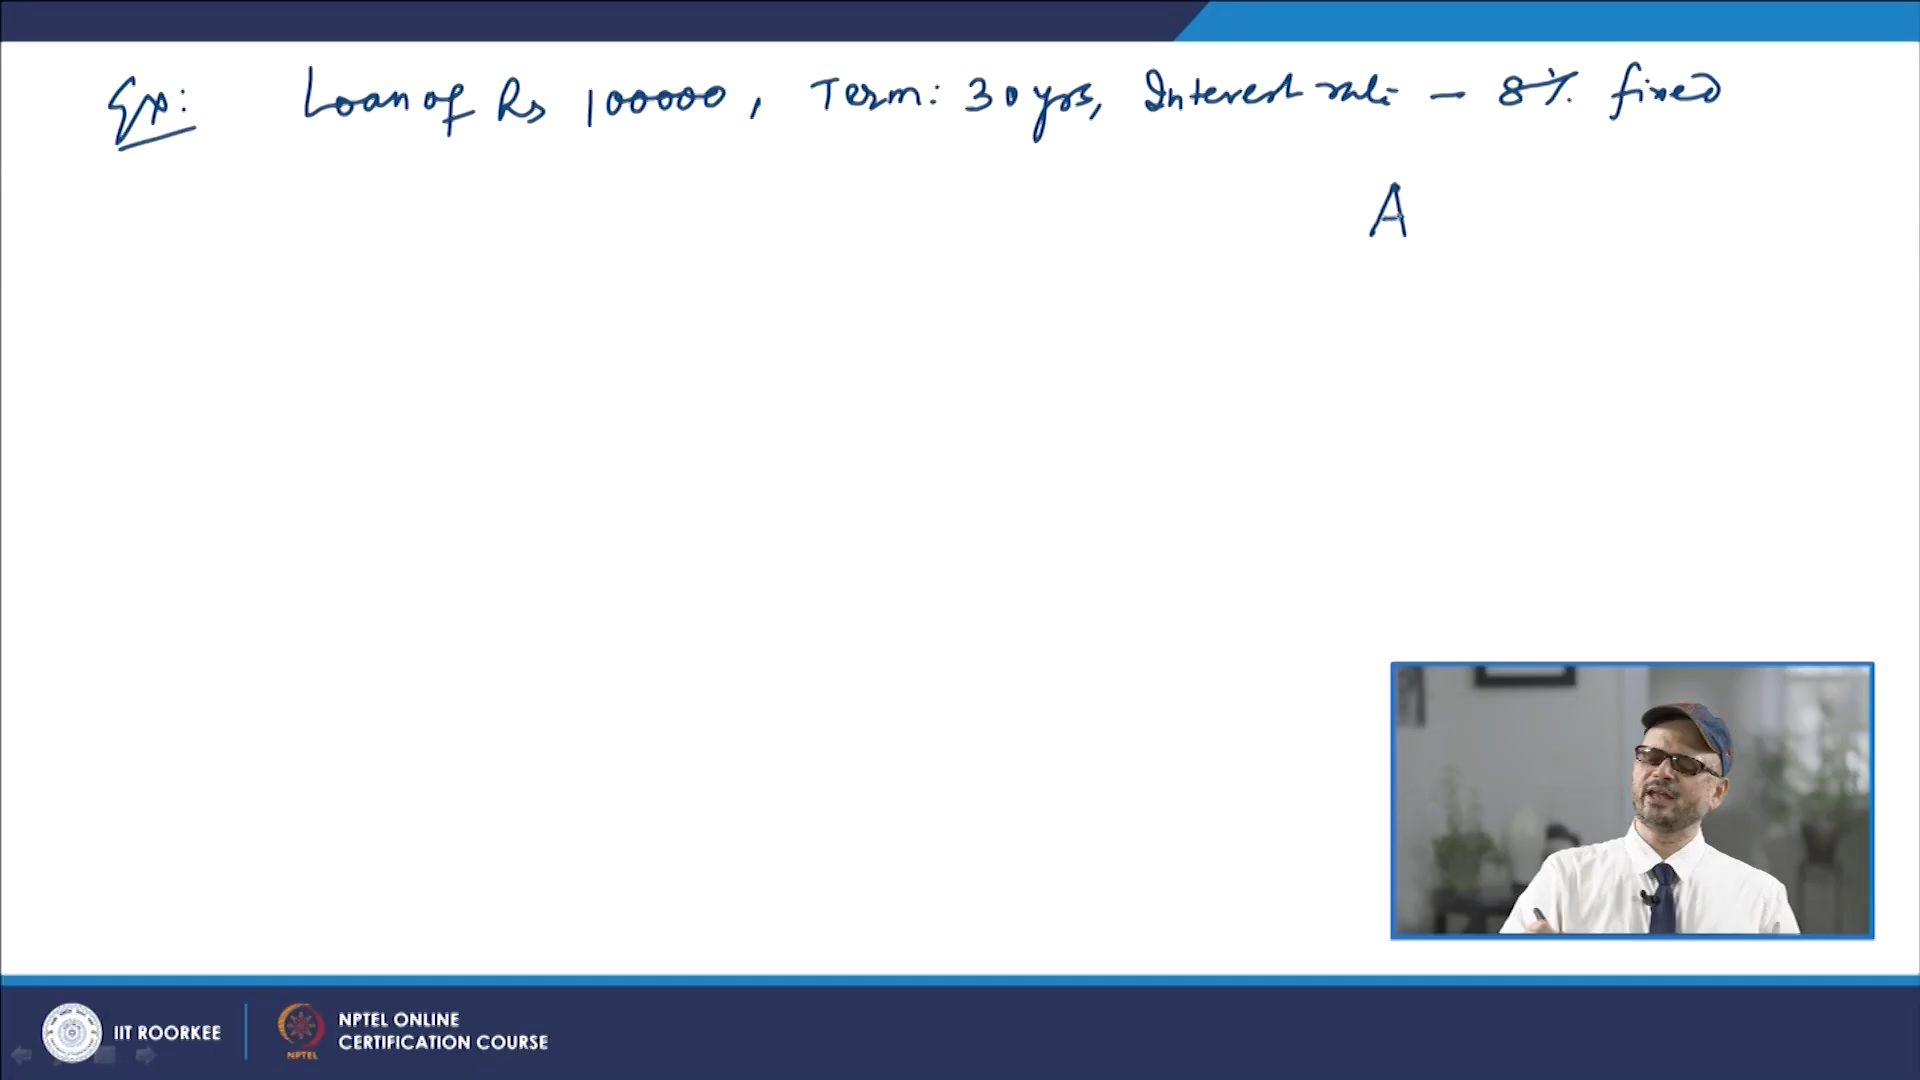 Ex: Loan of Rs 100000, Term: 30 yrs, Interest rate - 8% fixed
A
IIT ROORKEE
NPTEL
NPTEL ONLINE
CERTIFICATION COURSE